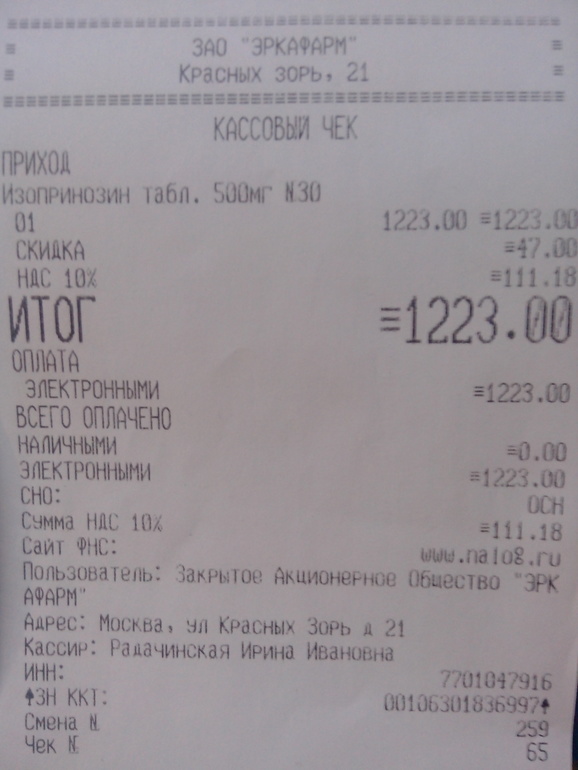 ЗАО "ЭРКАФАРМ"
Красных зорь, 21
КАССОВЫЙ ЧЕК
ПРИХОД
Изопринозин табл. 500мг №30
01 1223.00 ≡1223.00
СКИДКА ≡47.00
НДС 10% ≡111.18
ИТОГ ≡1223.00
ОПЛАТА
ЭЛЕКТРОННЫМИ ≡1223.00
ВСЕГО ОПЛАЧЕНО
НАЛИЧНЫМИ ≡0.00
ЭЛЕКТРОННЫМИ ≡1223.00
СНО: ОСН
Сумма НДС 10% ≡111.18
Сайт ФНС: www.nalog.ru
Пользователь: Закрытое Акционерное Общество "ЭРК
АФАРМ"
Адрес: Москва, ул Красных Зорь д 21
Кассир: Радачинская Ирина Ивановна
ИНН: 7701047916
↑ЗН ККТ: 00106301836997↑
Смена № 259
Чек № 65